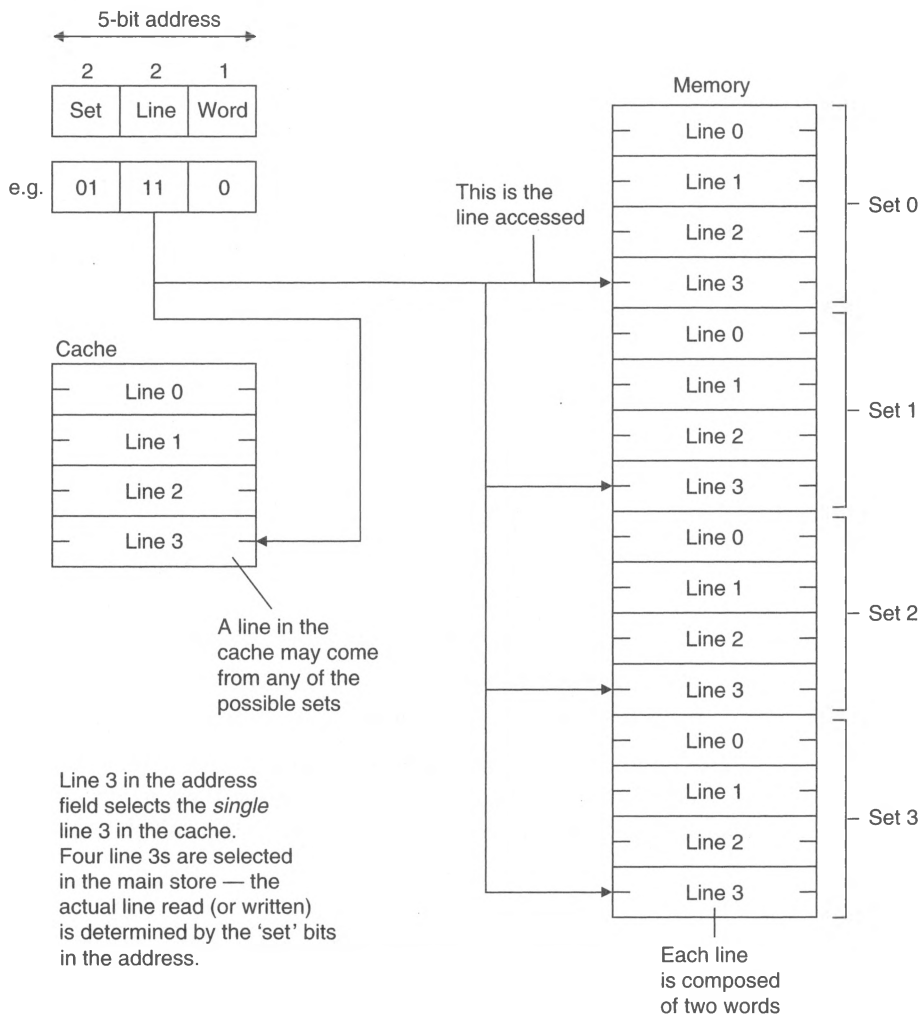 5-bit address
2 2 1
Set Line Word
e.g. 01 11 0
This is the
line accessed
Cache
Line 0
Line 1
Line 2
Line 3
A line in the
cache may come
from any of the
possible sets
Line 3 in the address
field selects the single
line 3 in the cache.
Four line 3s are selected
in the main store — the
actual line read (or written)
is determined by the ‘set’ bits
in the address.
Memory
Line 0
Line 1
Line 2
Line 3
Set 0
Line 0
Line 1
Line 2
Line 3
Set 1
Line 0
Line 1
Line 2
Line 3
Set 2
Line 0
Line 1
Line 2
Line 3
Set 3
Each line
is composed
of two words